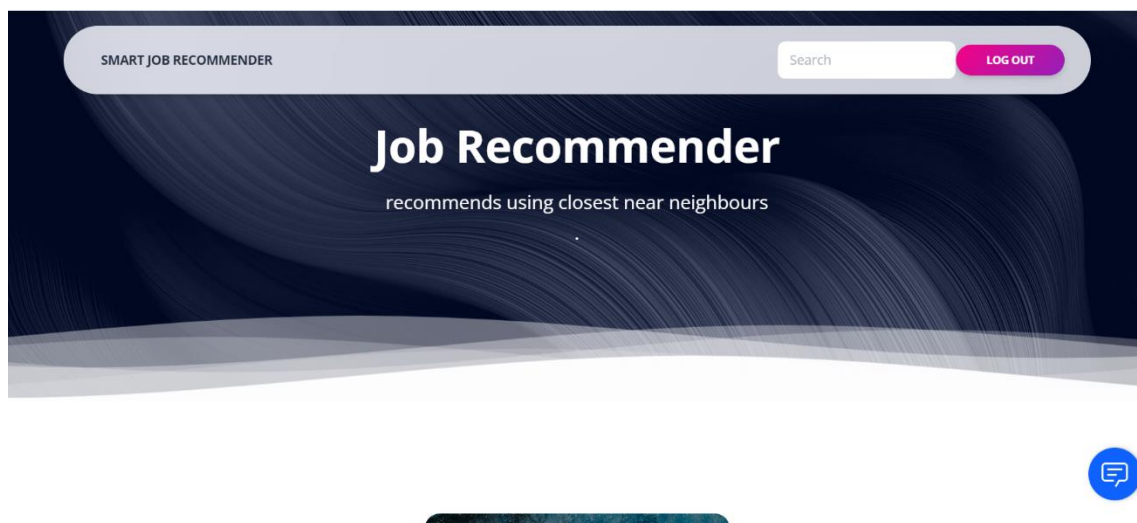 SMART JOB RECOMMENDER
Search
LOG OUT
Job Recommender
recommends using closest near neighbours
.